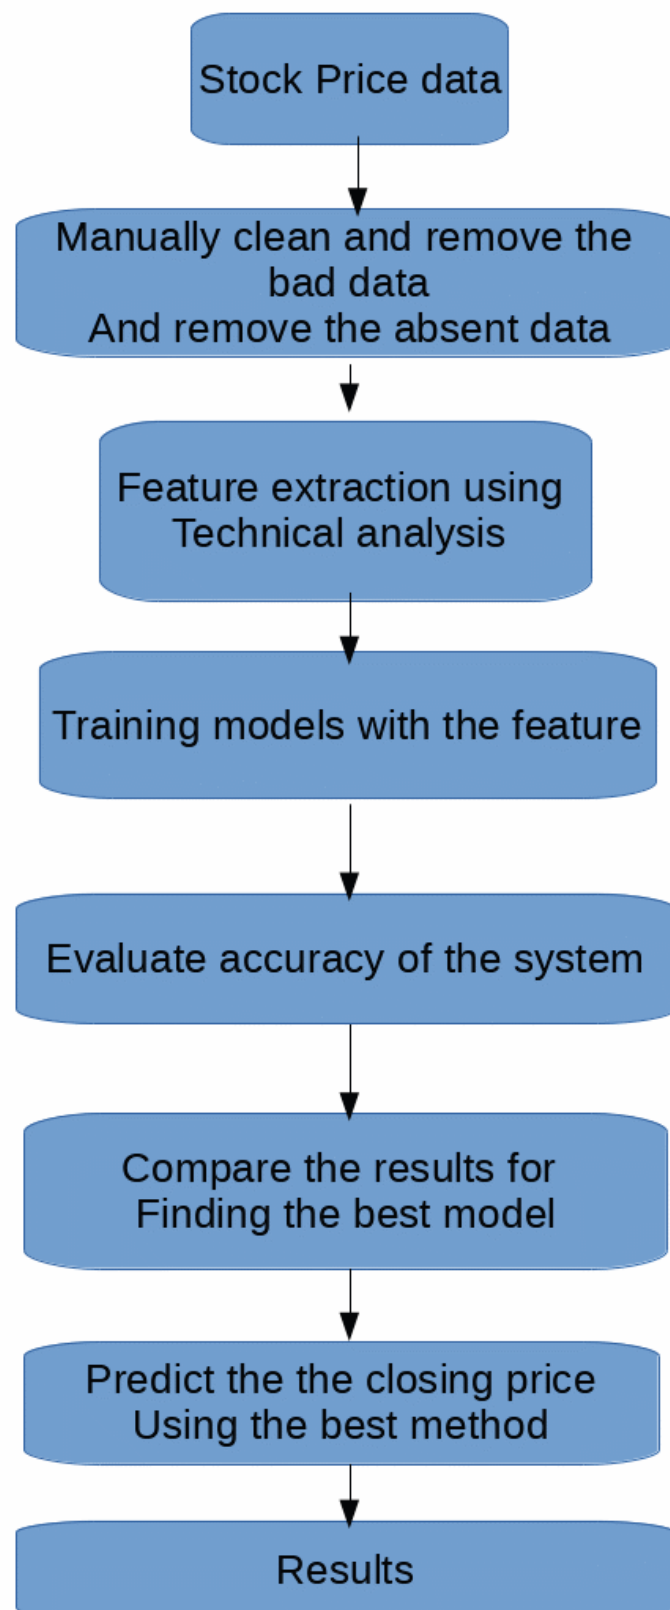 Stock Price data
Manually clean and remove the
bad data
And remove the absent data
Feature extraction using
Technical analysis
Training models with the feature
Evaluate accuracy of the system
Compare the results for
Finding the best model
Predict the the closing price
Using the best method
Results